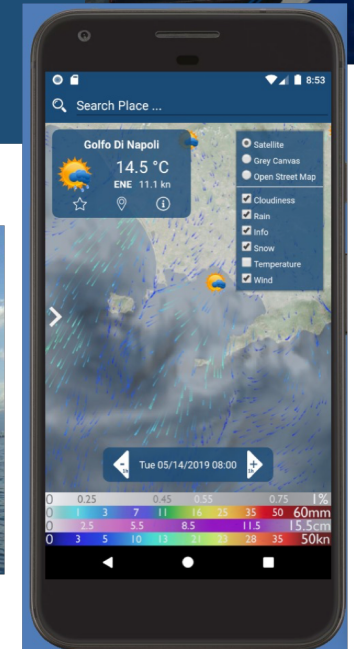 8:53
Search Place ...
Golfo Di Napoli
14.5 °C
ENE 11.1 kn
Satellite
Grey Canvas
Open Street Map
Cloudiness
Rain
Info
Snow
Temperature
Wind
- 1h Tue 05/14/2019 08:00 + 1h
0 0.25 0.45 0.55 0.75 1%
0 1 3 7 11 16 25 35 50 60mm
0 2.5 5.5 8.5 11.5 15.5cm
0 3 5 10 13 21 23 28 35 50kn